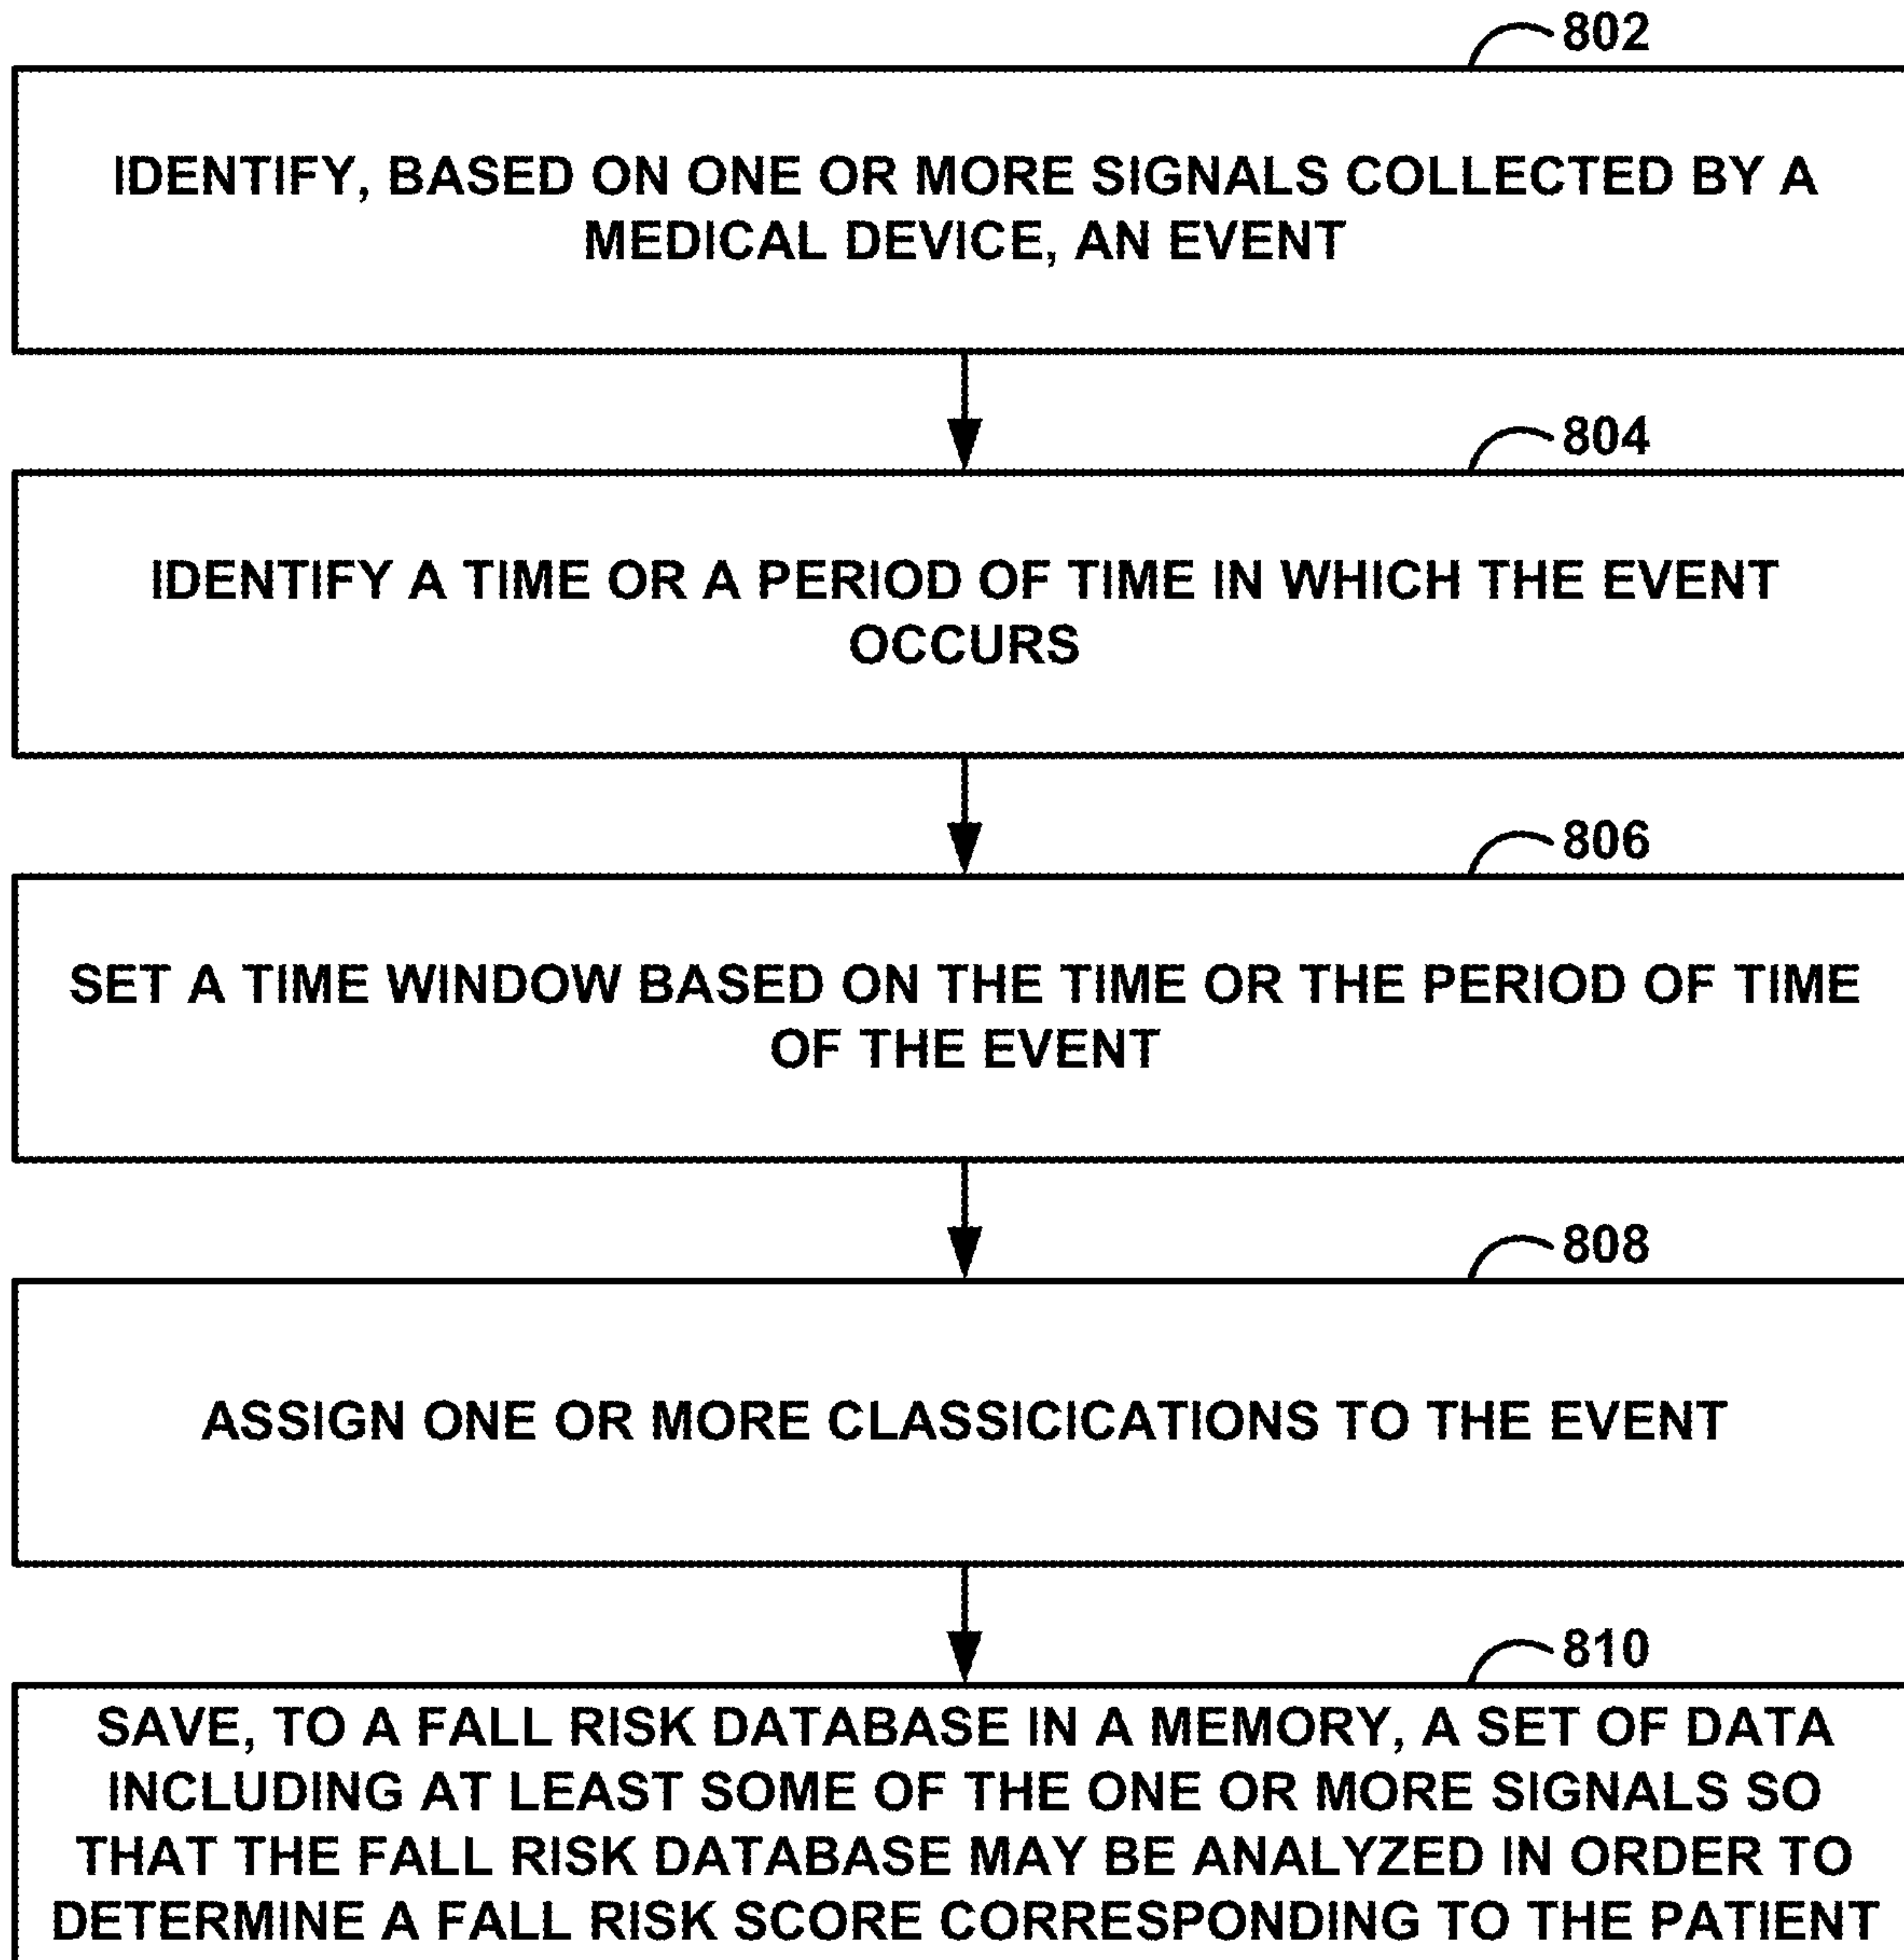 802
IDENTIFY, BASED ON ONE OR MORE SIGNALS COLLECTED BY A
MEDICAL DEVICE, AN EVENT
804
IDENTIFY A TIME OR A PERIOD OF TIME IN WHICH THE EVENT
OCCURS
806
SET A TIME WINDOW BASED ON THE TIME OR THE PERIOD OF TIME
OF THE EVENT
808
ASSIGN ONE OR MORE CLASSICICATIONS TO THE EVENT
810
SAVE, TO A FALL RISK DATABASE IN A MEMORY, A SET OF DATA
INCLUDING AT LEAST SOME OF THE ONE OR MORE SIGNALS SO
THAT THE FALL RISK DATABASE MAY BE ANALYZED IN ORDER TO
DETERMINE A FALL RISK SCORE CORRESPONDING TO THE PATIENT